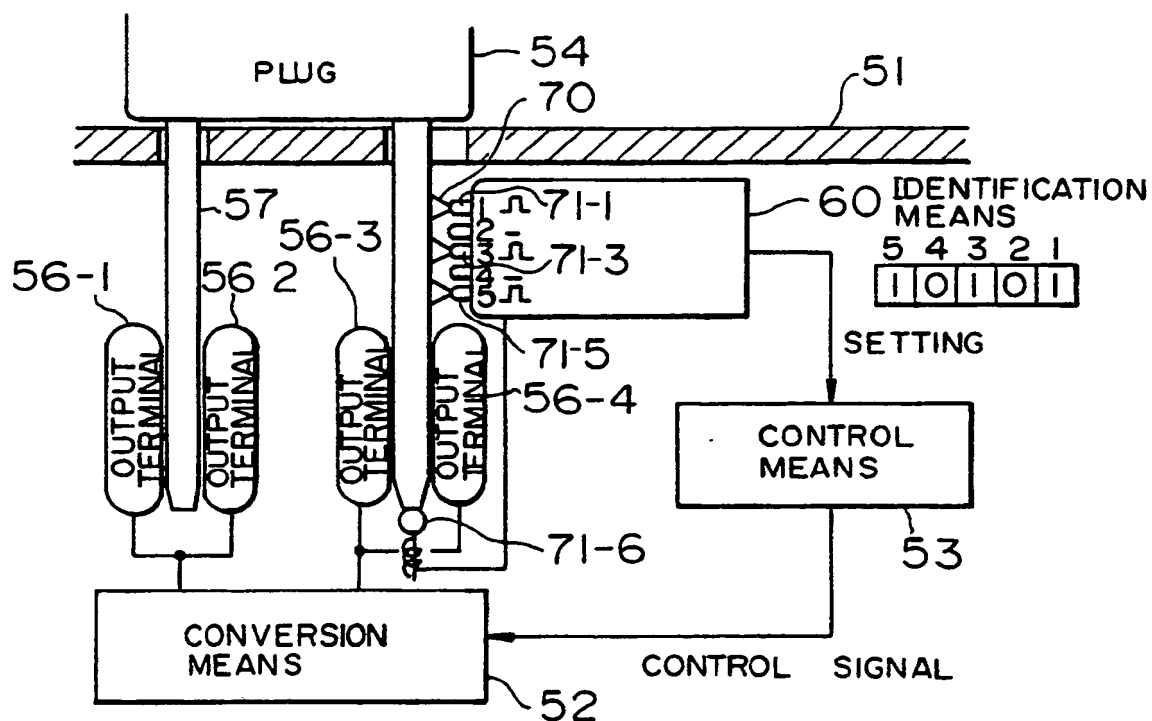 PLUG
54
51
70
57
60 IDENTIFICATION MEANS
56-3
1
71-1
2
3
71-3
4
5
5 4 3 2 1
1 0 1 0 1
56-1
56 2
71-5
SETTING
OUTPUT TERMINAL
OUTPUT TERMINAL
OUTPUT TERMINAL
OUTPUT TERMINAL
56-4
CONTROL
MEANS
71-6
53
CONVERSION
MEANS
CONTROL SIGNAL
52